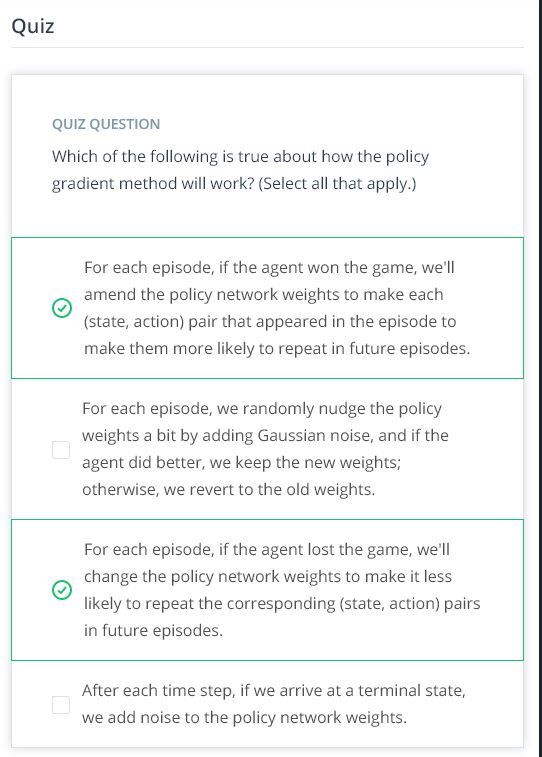 Quiz
QUIZ QUESTION
Which of the following is true about how the policy
gradient method will work? (Select all that apply.)
For each episode, if the agent won the game, we'll
amend the policy network weights to make each
(state, action) pair that appeared in the episode to
make them more likely to repeat in future episodes.
For each episode, we randomly nudge the policy
weights a bit by adding Gaussian noise, and if the
agent did better, we keep the new weights;
otherwise, we revert to the old weights.
For each episode, if the agent lost the game, we'll
change the policy network weights to make it less
likely to repeat the corresponding (state, action) pairs
in future episodes.
After each time step, if we arrive at a terminal state,
we add noise to the policy network weights.